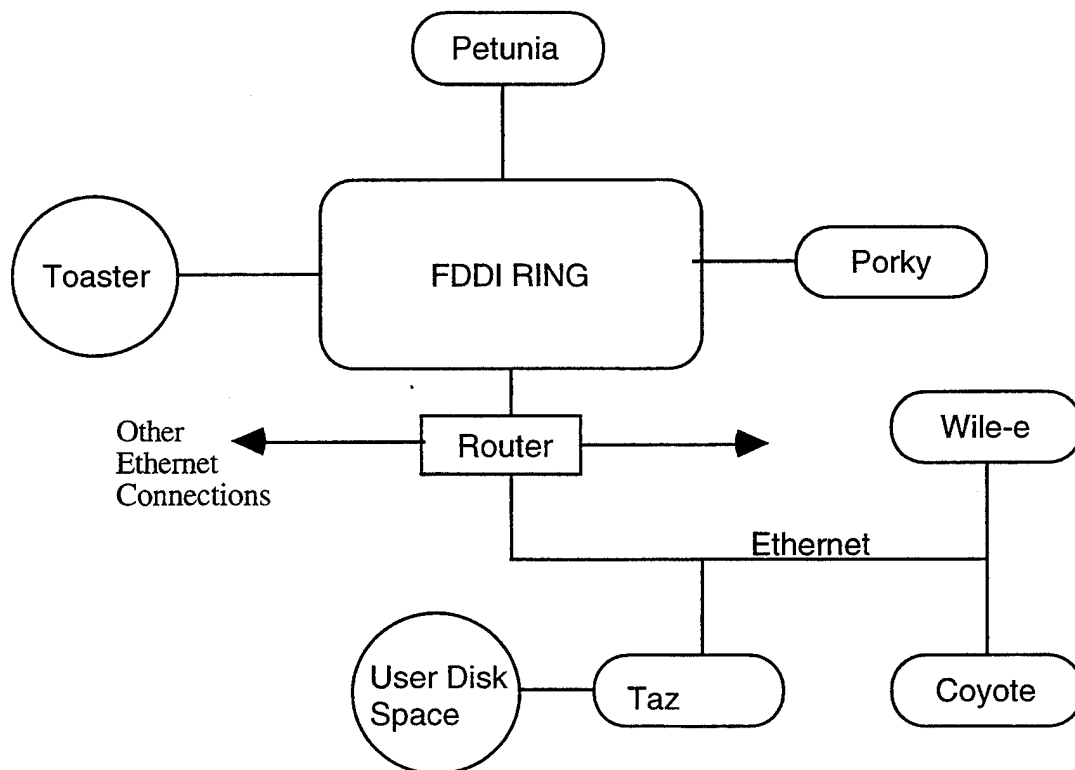 Petunia
Toaster
FDDI RING
Porky
Other
Ethernet
Connections
Router
Wile-e
Ethernet
User Disk
Space
Taz
Coyote